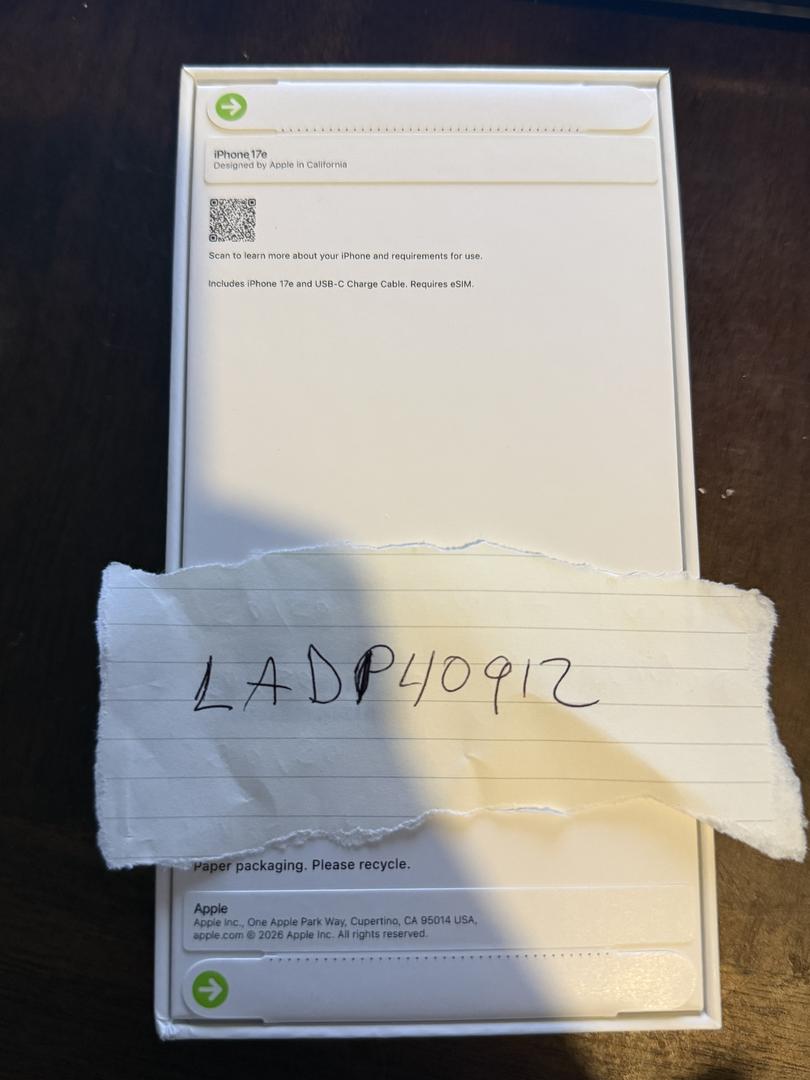 iPhone 17e
Designed by Apple in California
Scan to learn more about your iPhone and requirements for use.
Includes iPhone 17e and USB-C Charge Cable. Requires eSIM.
LADP40912
Paper packaging. Please recycle.
Apple
Apple Inc., One Apple Park Way, Cupertino, CA 95014 USA,
apple.com © 2026 Apple Inc. All rights reserved.